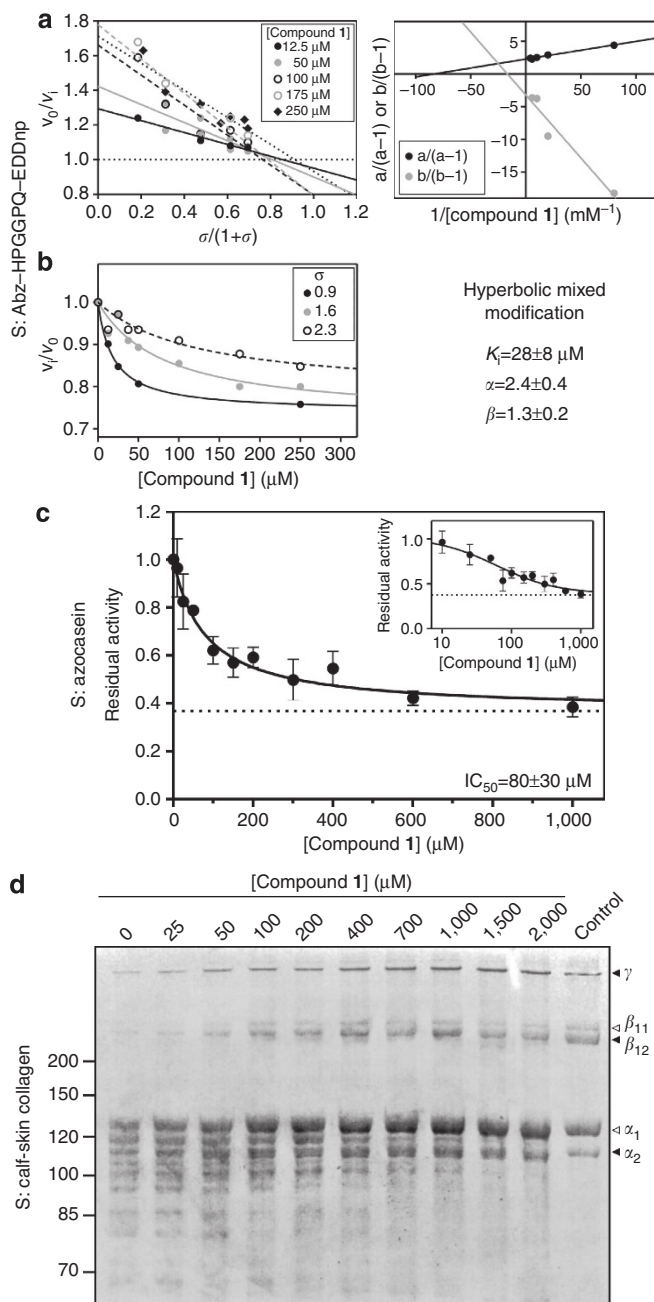 S: Abz–HPGGPQ–EDDnp
a
v0/vi
1.8
1.6
1.4
1.2
1.0
0.8
0.0 0.2 0.4 0.6 0.8 1.0 1.2
σ/(1+σ)
[Compound 1]
12.5 µM
50 µM
100 µM
175 µM
250 µM
a/(a−1) or b/(b−1)
5
−5
−10
−15
−100 −50 0 50 100
a/(a−1)
b/(b−1)
1/[compound 1] (mM−1)
b
vi/v0
1.0
0.9
0.8
0.7
0 50 100 150 200 250 300
[Compound 1] (µM)
σ
0.9
1.6
2.3
Hyperbolic mixed
modification
Ki=28±8 µM
α=2.4±0.4
β=1.3±0.2
c
S: azocasein
Residual activity
1.2
1.0
0.8
0.6
0.4
0.2
0.0
0 200 400 600 800 1,000
[Compound 1] (µM)
IC50=80±30 µM
Residual activity
1.0
0.5
0.0
10 100 1,000
[Compound 1]
(µM)
d
[Compound 1] (µM)
0 25 50 100 200 400 700 1,000 1,500 2,000 Control
S: calf-skin collagen
200
150
120
100
85
70
γ
β11
β12
α1
α2